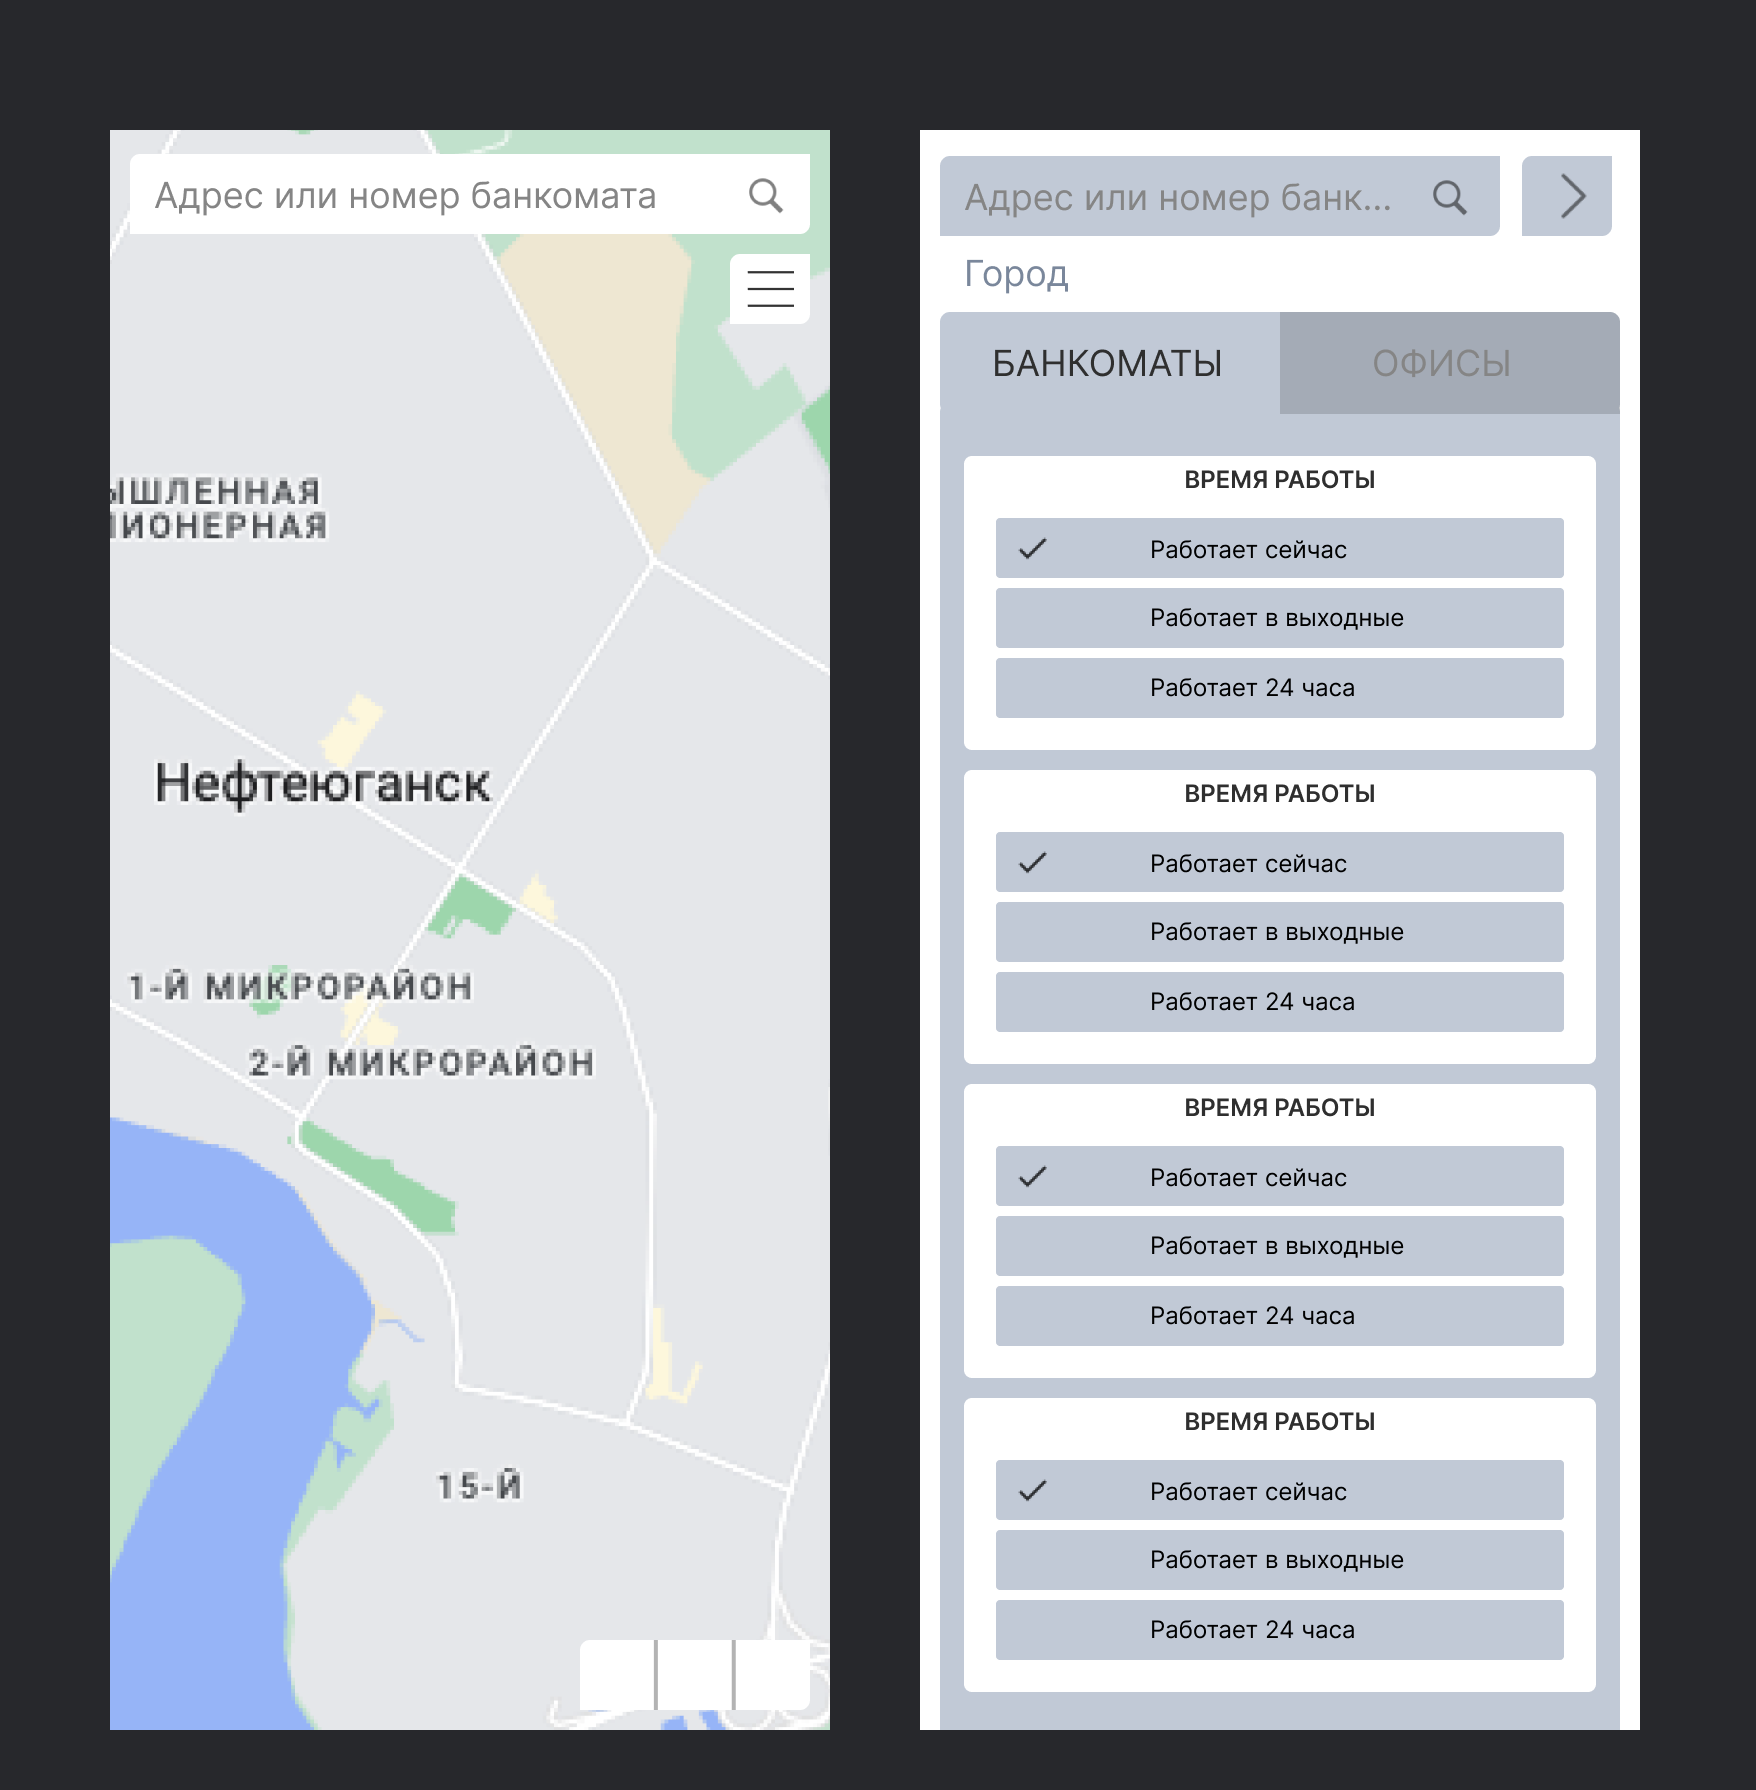 Адрес или номер банкомата
ЫШЛЕННАЯ
ИОНЕРНАЯ
Нефтеюганск
1-Й МИКРОРАЙОН
2-Й МИКРОРАЙОН
15-Й
Адрес или номер банк...
Город
БАНКОМАТЫ
ОФИСЫ
ВРЕМЯ РАБОТЫ
Работает сейчас
Работает в выходные
Работает 24 часа
ВРЕМЯ РАБОТЫ
Работает сейчас
Работает в выходные
Работает 24 часа
ВРЕМЯ РАБОТЫ
Работает сейчас
Работает в выходные
Работает 24 часа
ВРЕМЯ РАБОТЫ
Работает сейчас
Работает в выходные
Работает 24 часа